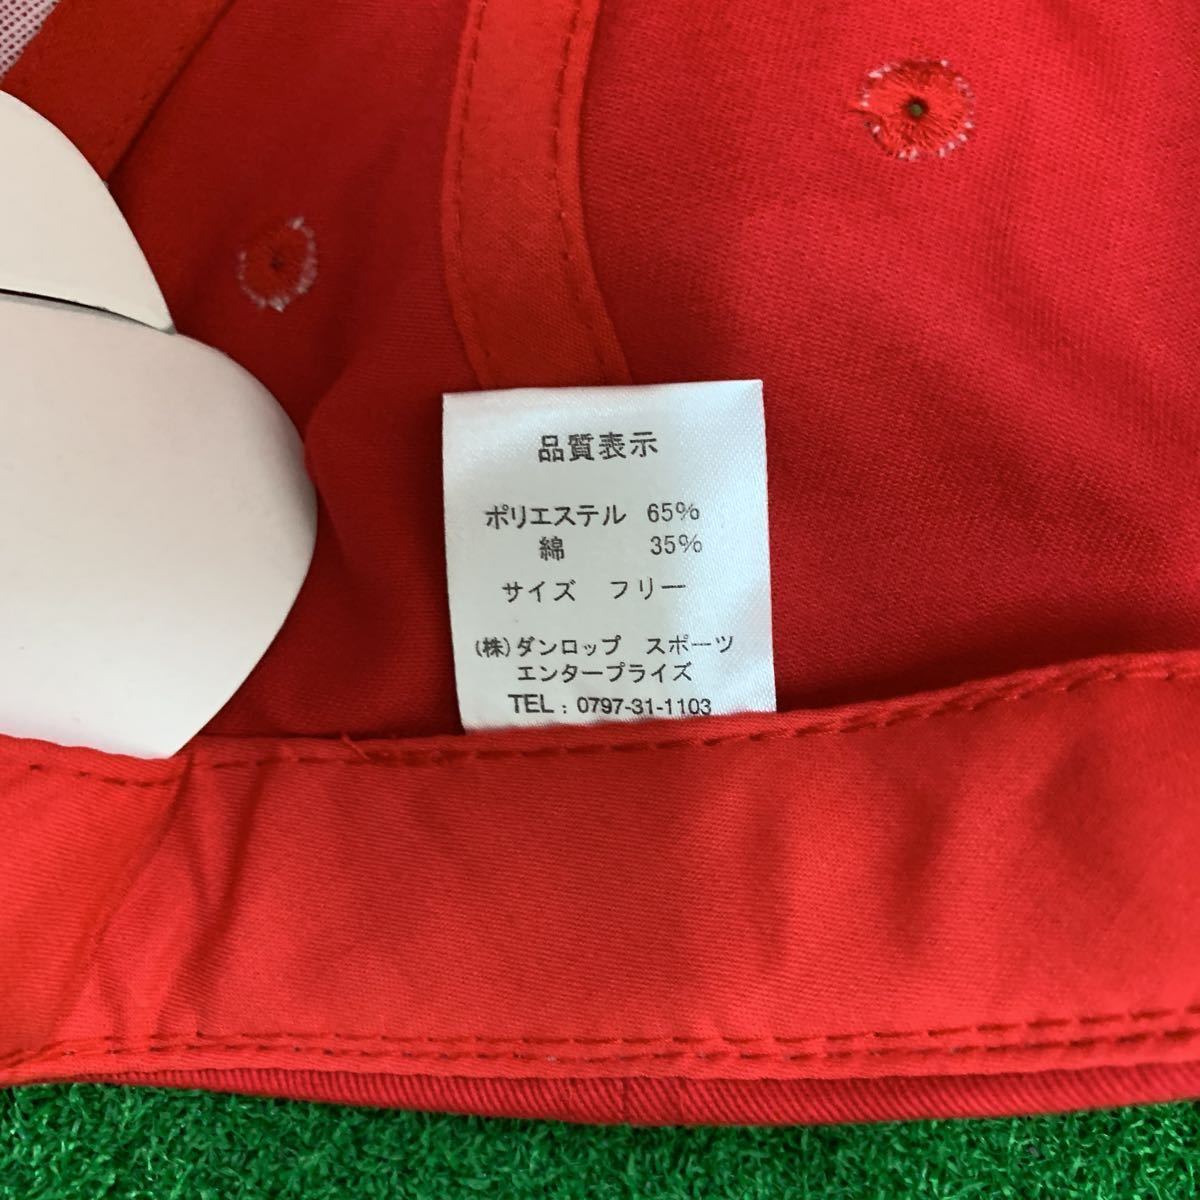 品質表示
ポリエステル 65%
綿 35%
サイズ フリー
(株)ダンロップ スポーツ
エンタープライズ
TEL : 0797-31-1103